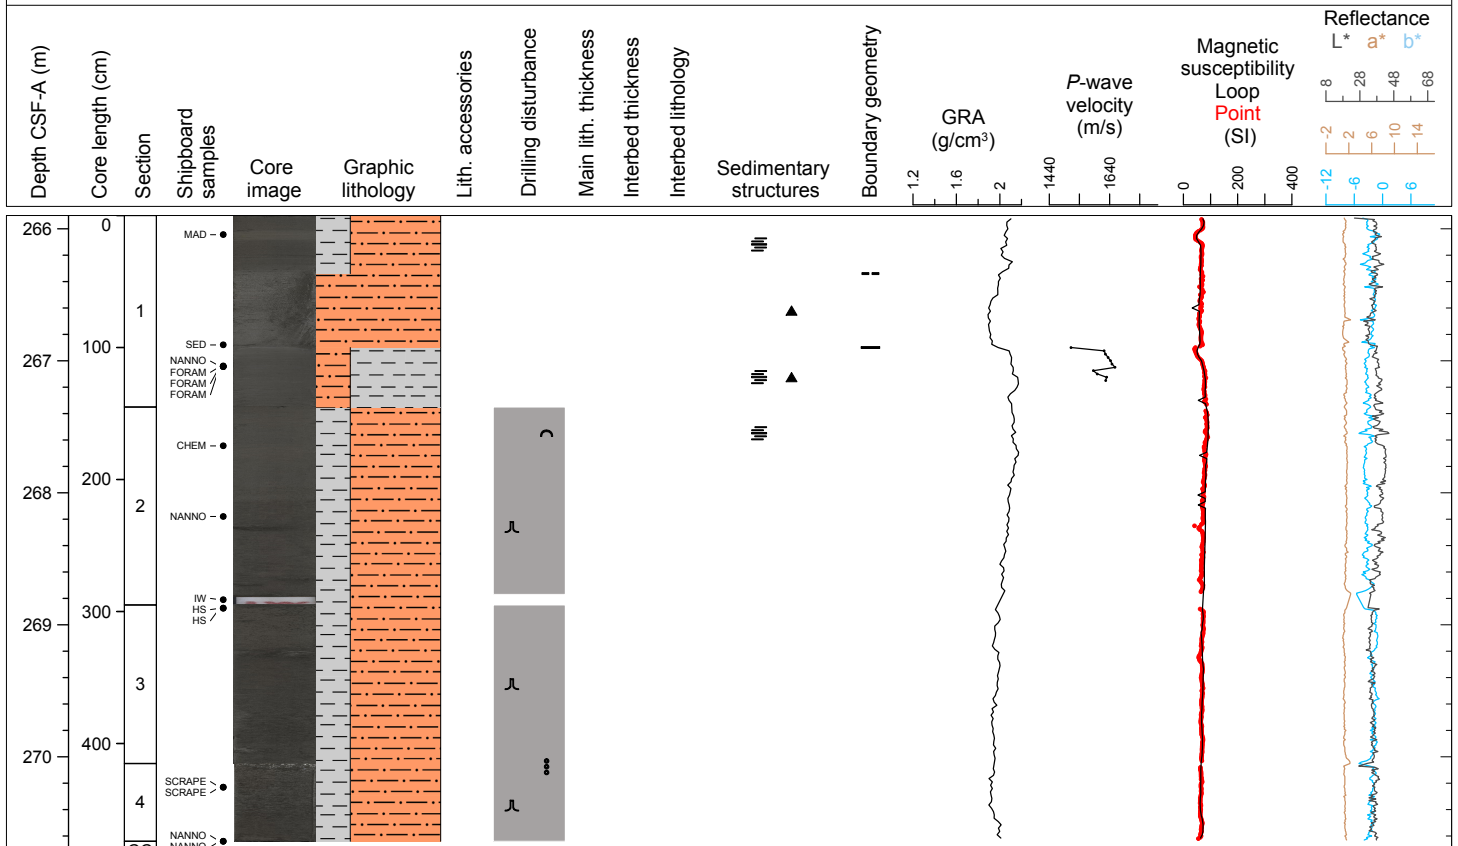 Depth CSF-A (m)
Core length (cm)
Section
Shipboard
samples
Core
image
Graphic
lithology
Lith. accessories
Drilling disturbance
Main lith. thickness
Interbed thickness
Interbed lithology
Sedimentary
structures
Boundary geometry
GRA
(g/cm³)
1.2 1.6 2
P-wave
velocity
(m/s)
1440 1640
Magnetic
susceptibility
Loop
Point
(SI)
0 200 400
Reflectance
L* a* b*
8 28 48 68
-2 2 6 10 14
-12 -6 0 6
266
267
268
269
270
0
100
200
300
400
1
2
3
4
MAD
SED
NANNO
FORAM
FORAM
FORAM
CHEM
NANNO
IW
HS
HS
SCRAPE
SCRAPE
NANNO